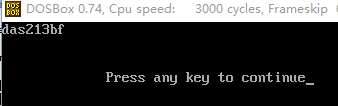 DOSBox 0.74, Cpu speed: 3000 cycles, Frameskip
das213bf
Press any key to continue_